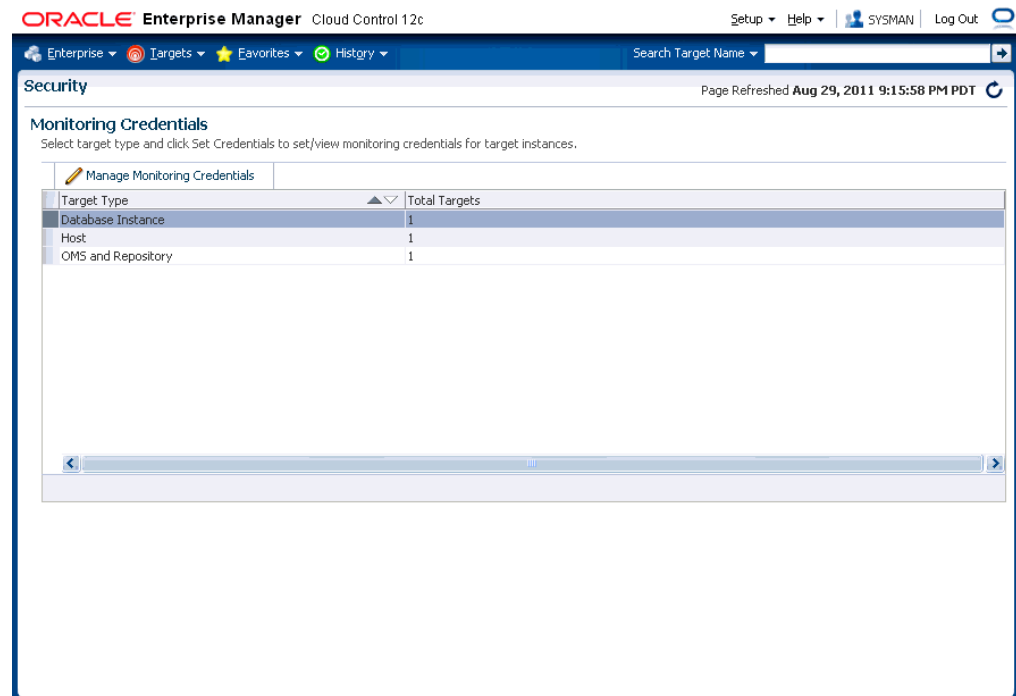 ORACLE Enterprise Manager Cloud Control 12c
Setup Help SYSMAN Log Out
Enterprise Targets Favorites History Search Target Name
Security
Page Refreshed Aug 29, 2011 9:15:58 PM PDT
Monitoring Credentials
Select target type and click Set Credentials to set/view monitoring credentials for target instances.
Manage Monitoring Credentials
Target Type Total Targets
Database Instance 1
Host 1
OMS and Repository 1